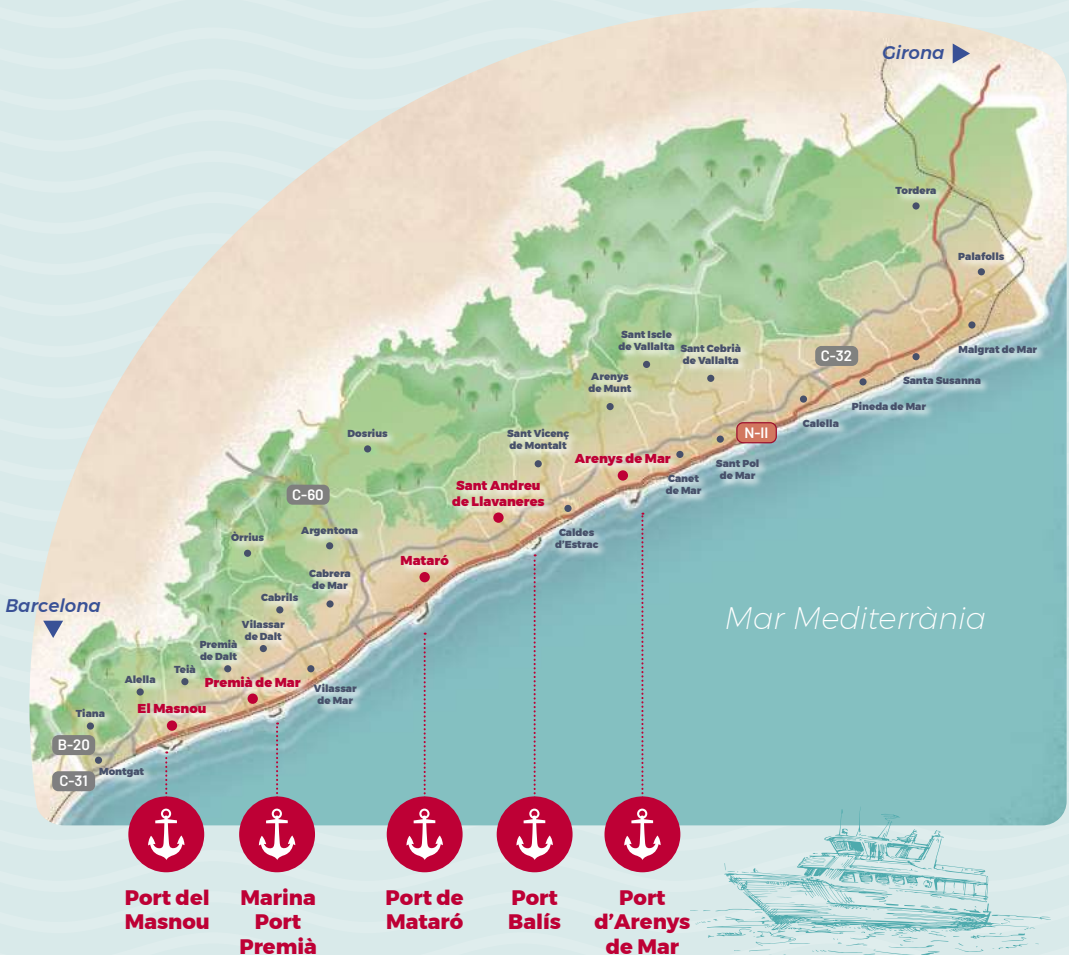 Girona
Tordera
Palafolls
Sant Iscle
de Vallalta
Sant Cebrià
de Vallalta
C-32
Malgrat de Mar
Arenys
de Munt
Santa Susanna
Pineda de Mar
Calella
Dosrius
Sant Vicenç
de Montalt
N-II
Arenys de Mar
Sant Pol
de Mar
Canet
de Mar
Sant Andreu
de Llavaneres
C-60
Caldes
d'Estrac
Argentona
Òrrius
Mataró
Cabrera
de Mar
Cabrils
Barcelona
Mar Mediterrània
Vilassar
de Dalt
Premià
de Dalt
Teià
Alella
Premià de Mar
Vilassar
de Mar
El Masnou
Tiana
B-20
Montgat
C-31
Port del
Masnou
Marina
Port
Premià
Port de
Mataró
Port
Balís
Port
d'Arenys
de Mar